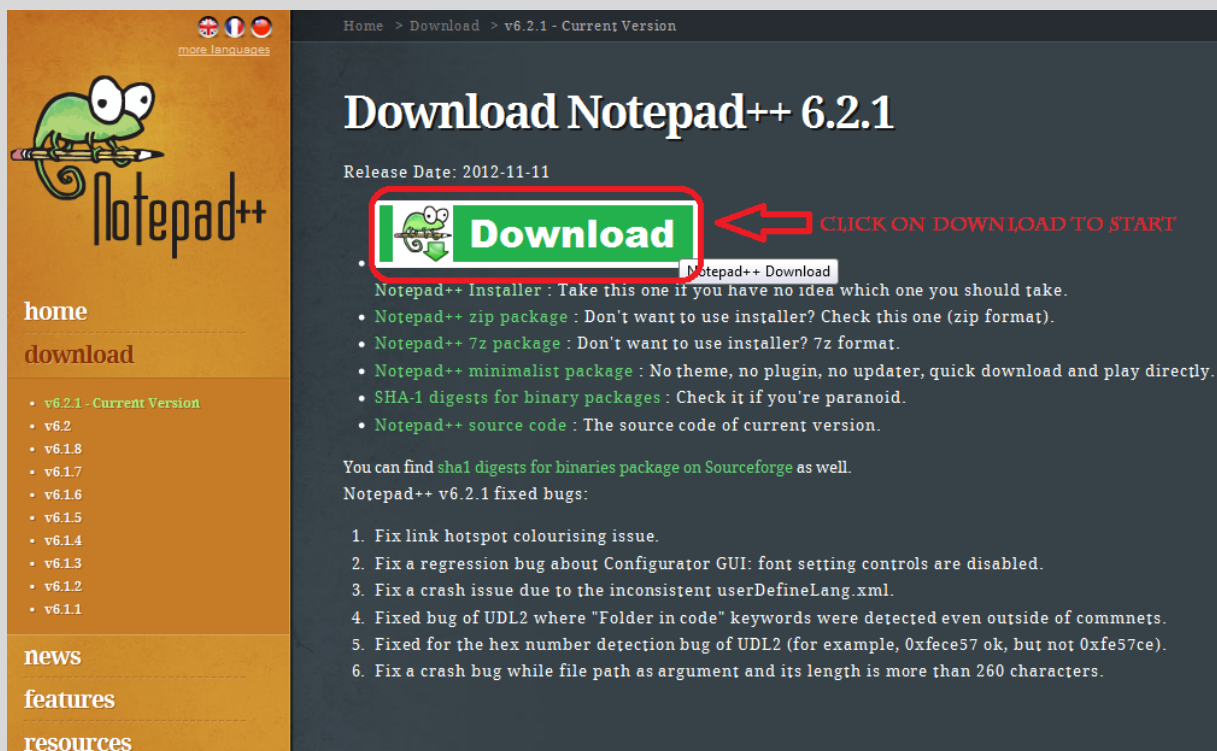 more languages
Notepad++
home
download
v6.2.1 - Current Version
v6.2
v6.1.8
v6.1.7
v6.1.6
v6.1.5
v6.1.4
v6.1.3
v6.1.2
v6.1.1
news
features
resources
Home > Download > v6.2.1 - Current Version
Download Notepad++ 6.2.1
Release Date: 2012-11-11
Download
CLICK ON DOWNLOAD TO START
Notepad++ Download
• Notepad++ Installer : Take this one if you have no idea which one you should take.
• Notepad++ zip package : Don't want to use installer? Check this one (zip format).
• Notepad++ 7z package : Don't want to use installer? 7z format.
• Notepad++ minimalist package : No theme, no plugin, no updater, quick download and play directly.
• SHA-1 digests for binary packages : Check it if you're paranoid.
• Notepad++ source code : The source code of current version.
You can find sha1 digests for binaries package on Sourceforge as well.
Notepad++ v6.2.1 fixed bugs:
1. Fix link hotspot colourising issue.
2. Fix a regression bug about Configurator GUI: font setting controls are disabled.
3. Fix a crash issue due to the inconsistent userDefineLang.xml.
4. Fixed bug of UDL2 where "Folder in code" keywords were detected even outside of commnets.
5. Fixed for the hex number detection bug of UDL2 (for example, 0xfece57 ok, but not 0xfe57ce).
6. Fix a crash bug while file path as argument and its length is more than 260 characters.